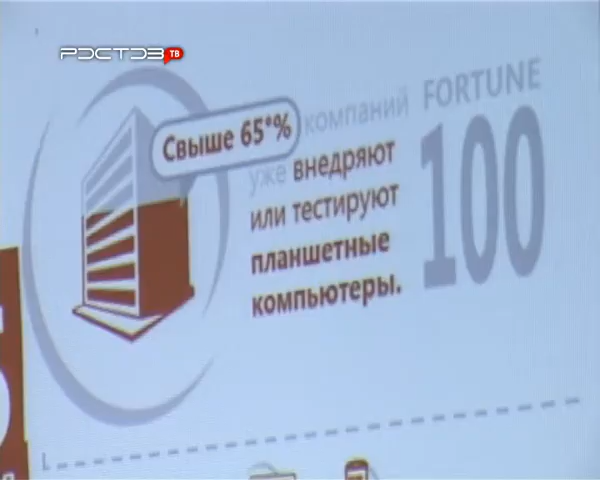 РОСТОВ ТВ
Свыше 65*% компаний FORTUNE
уже внедряют 100
или тестируют
планшетные
компьютеры.